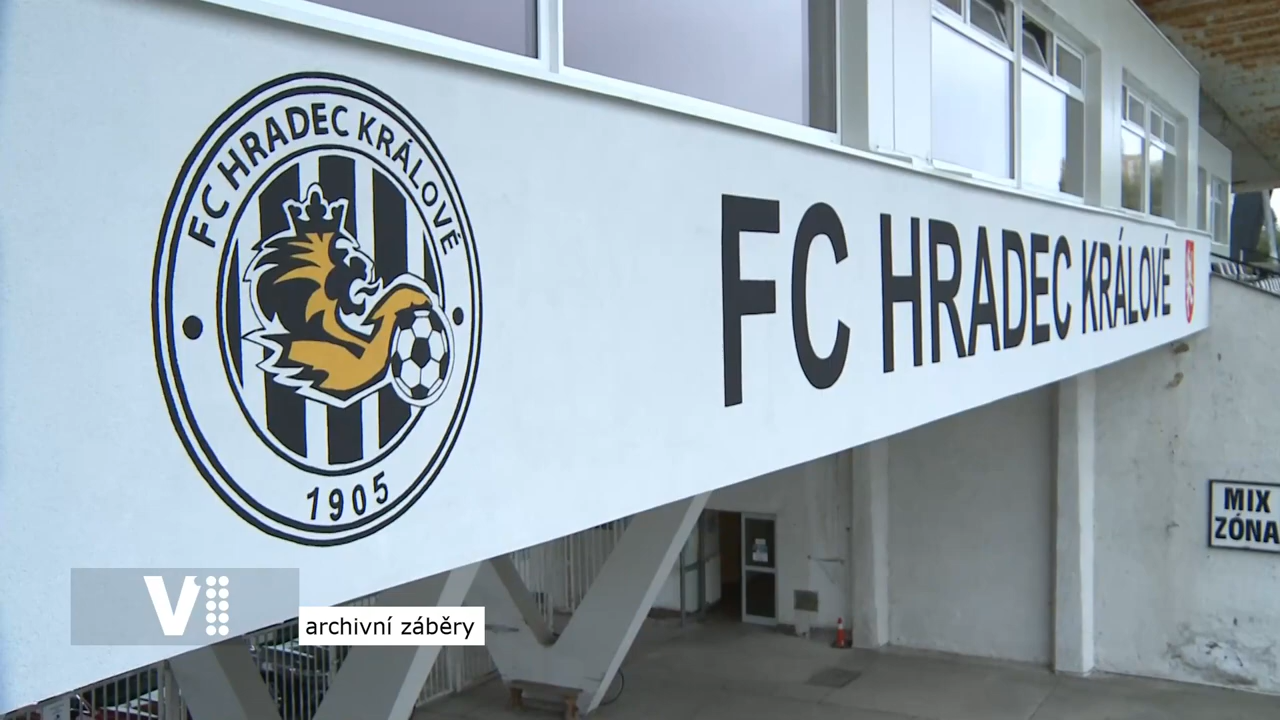 FC HRADEC KRÁLOVÉ
1905
FC HRADEC KRÁLOVÉ
MIX
ZÓNA
V
archivní záběry